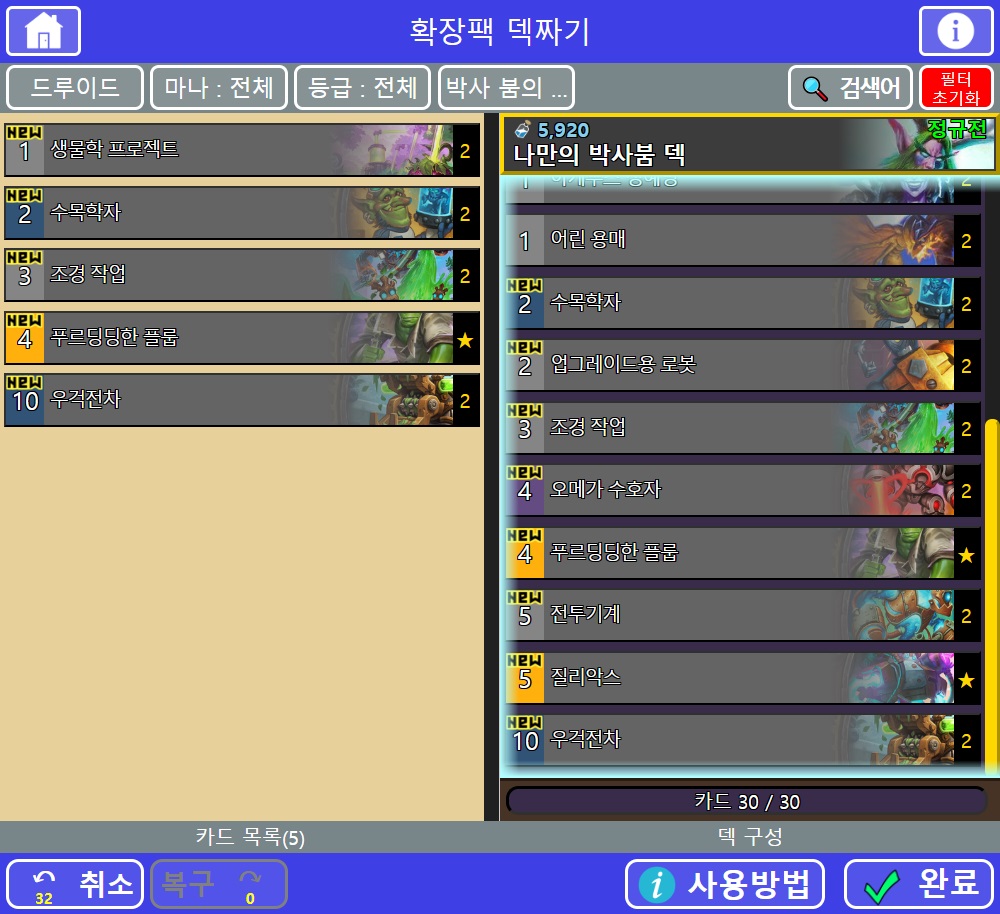 확장팩 덱짜기
드루이드
마나 : 전체
등급 : 전체
박사 붐의 ...
검색어
필터
초기화
NEW
1
생물학 프로젝트
2
NEW
2
수목학자
2
NEW
3
조경 작업
2
NEW
4
푸르딩딩한 플룹
★
NEW
10
우걱전차
2
5,920
정규전
나만의 박사붐 덱
1
2
1
어린 용매
2
NEW
2
수목학자
2
NEW
2
업그레이드용 로봇
2
NEW
3
조경 작업
2
NEW
4
오메가 수호자
2
NEW
4
푸르딩딩한 플룹
★
NEW
5
전투기계
2
NEW
5
질리악스
★
NEW
10
우걱전차
2
카드 30 / 30
카드 목록(5)
덱 구성
32
취소
복구
0
사용방법
완료